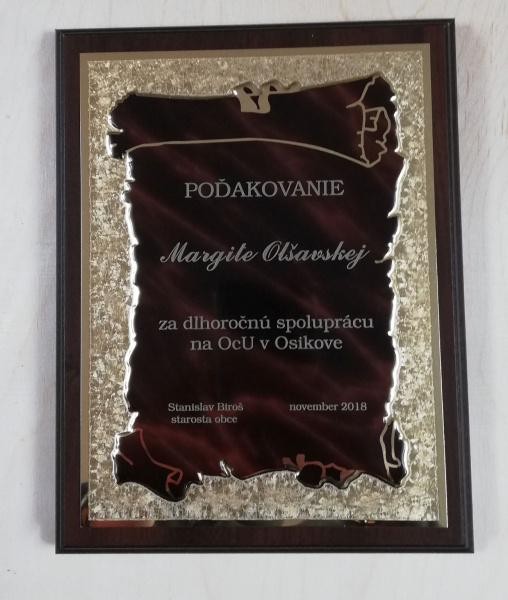 POĎAKOVANIE
Margite Olšavskej
za dlhoročnú spoluprácu
na OcU v Osikove
Stanislav Biroš november 2018
starosta obce